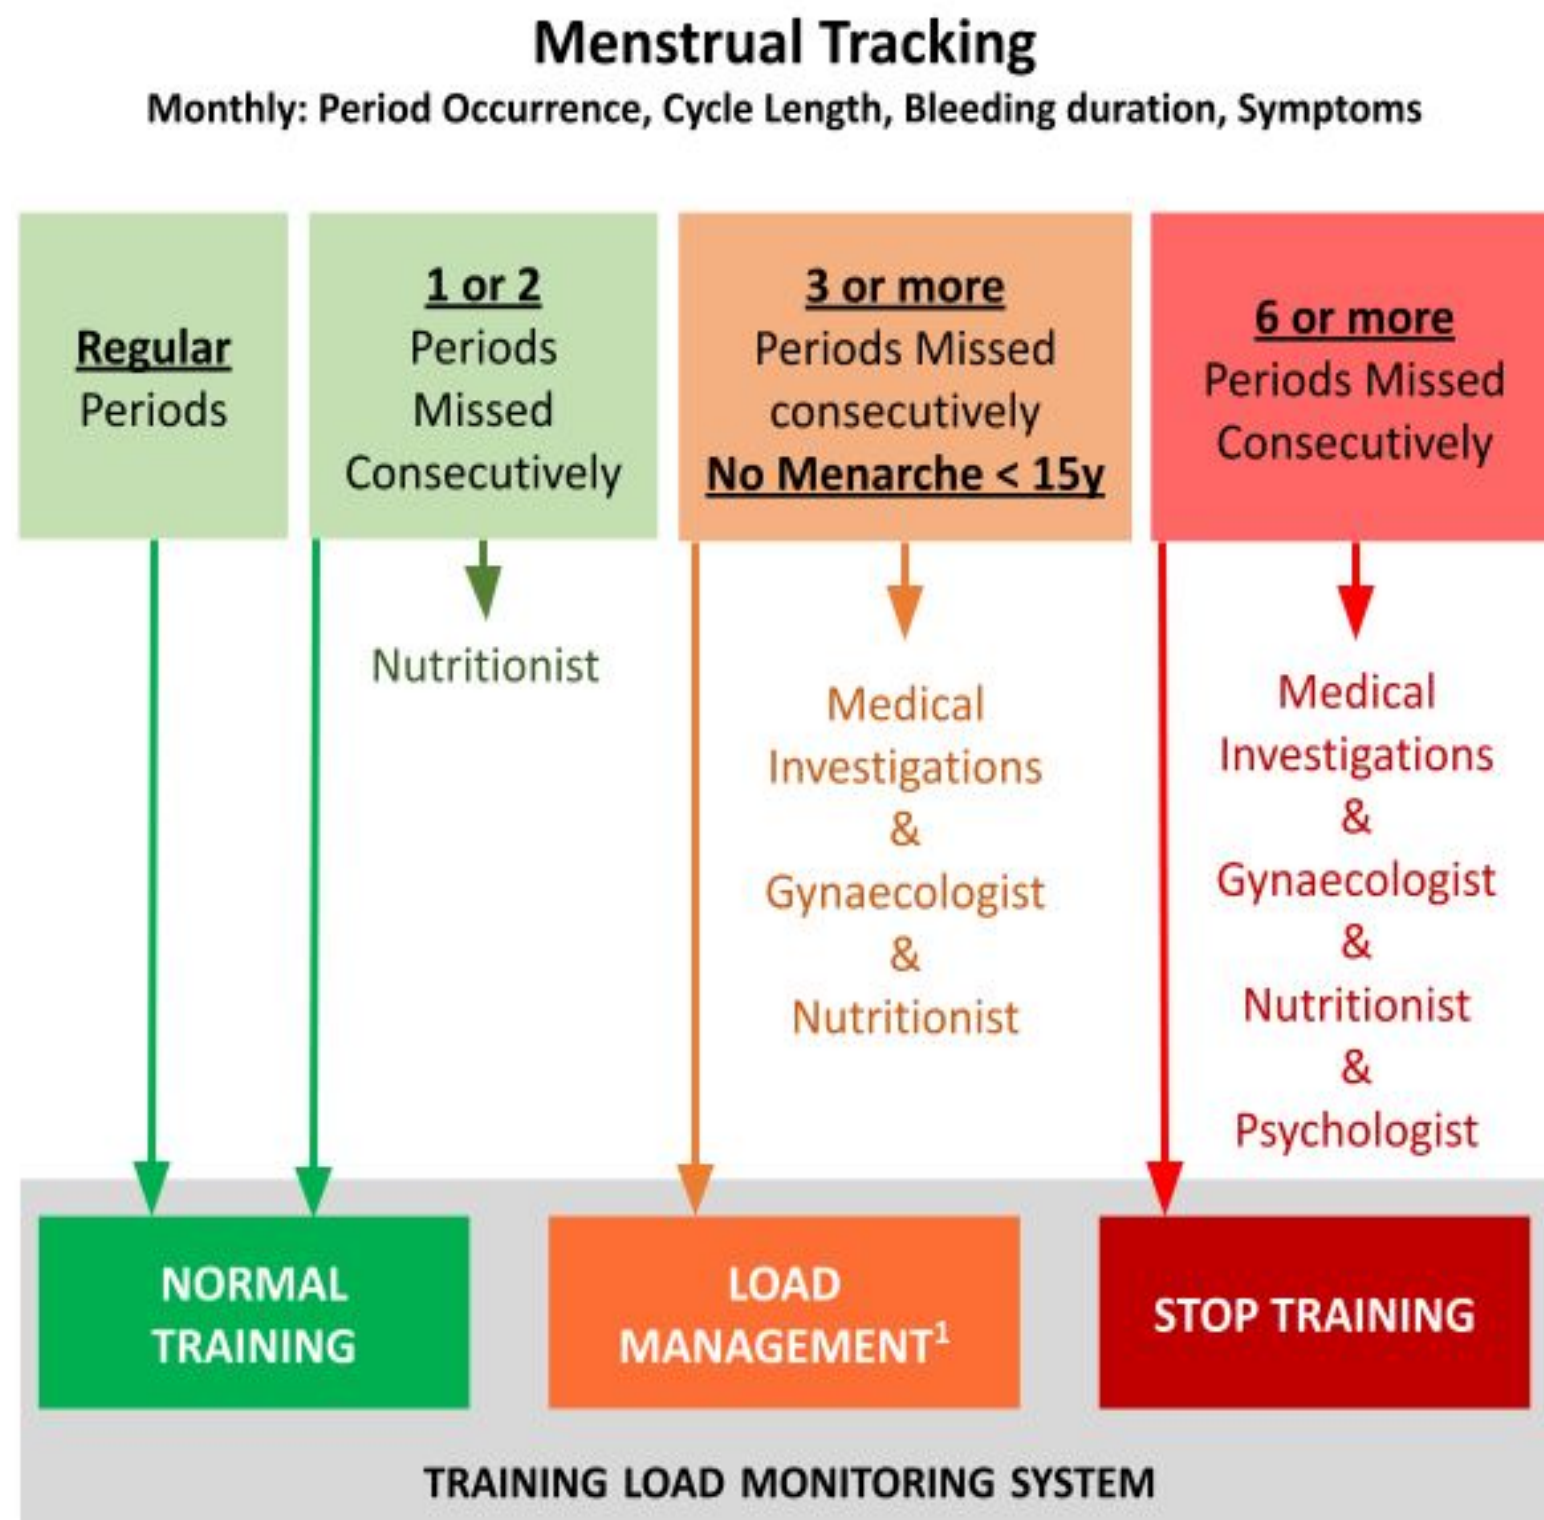 Menstrual Tracking
Monthly: Period Occurrence, Cycle Length, Bleeding duration, Symptoms
Regular
Periods
1 or 2
Periods
Missed
Consecutively
3 or more
Periods Missed
consecutively
No Menarche < 15y
6 or more
Periods Missed
Consecutively
Nutritionist
Medical
Investigations
&
Gynaecologist
&
Nutritionist
Medical
Investigations
&
Gynaecologist
&
Nutritionist
&
Psychologist
NORMAL
TRAINING
LOAD
MANAGEMENT¹
STOP TRAINING
TRAINING LOAD MONITORING SYSTEM